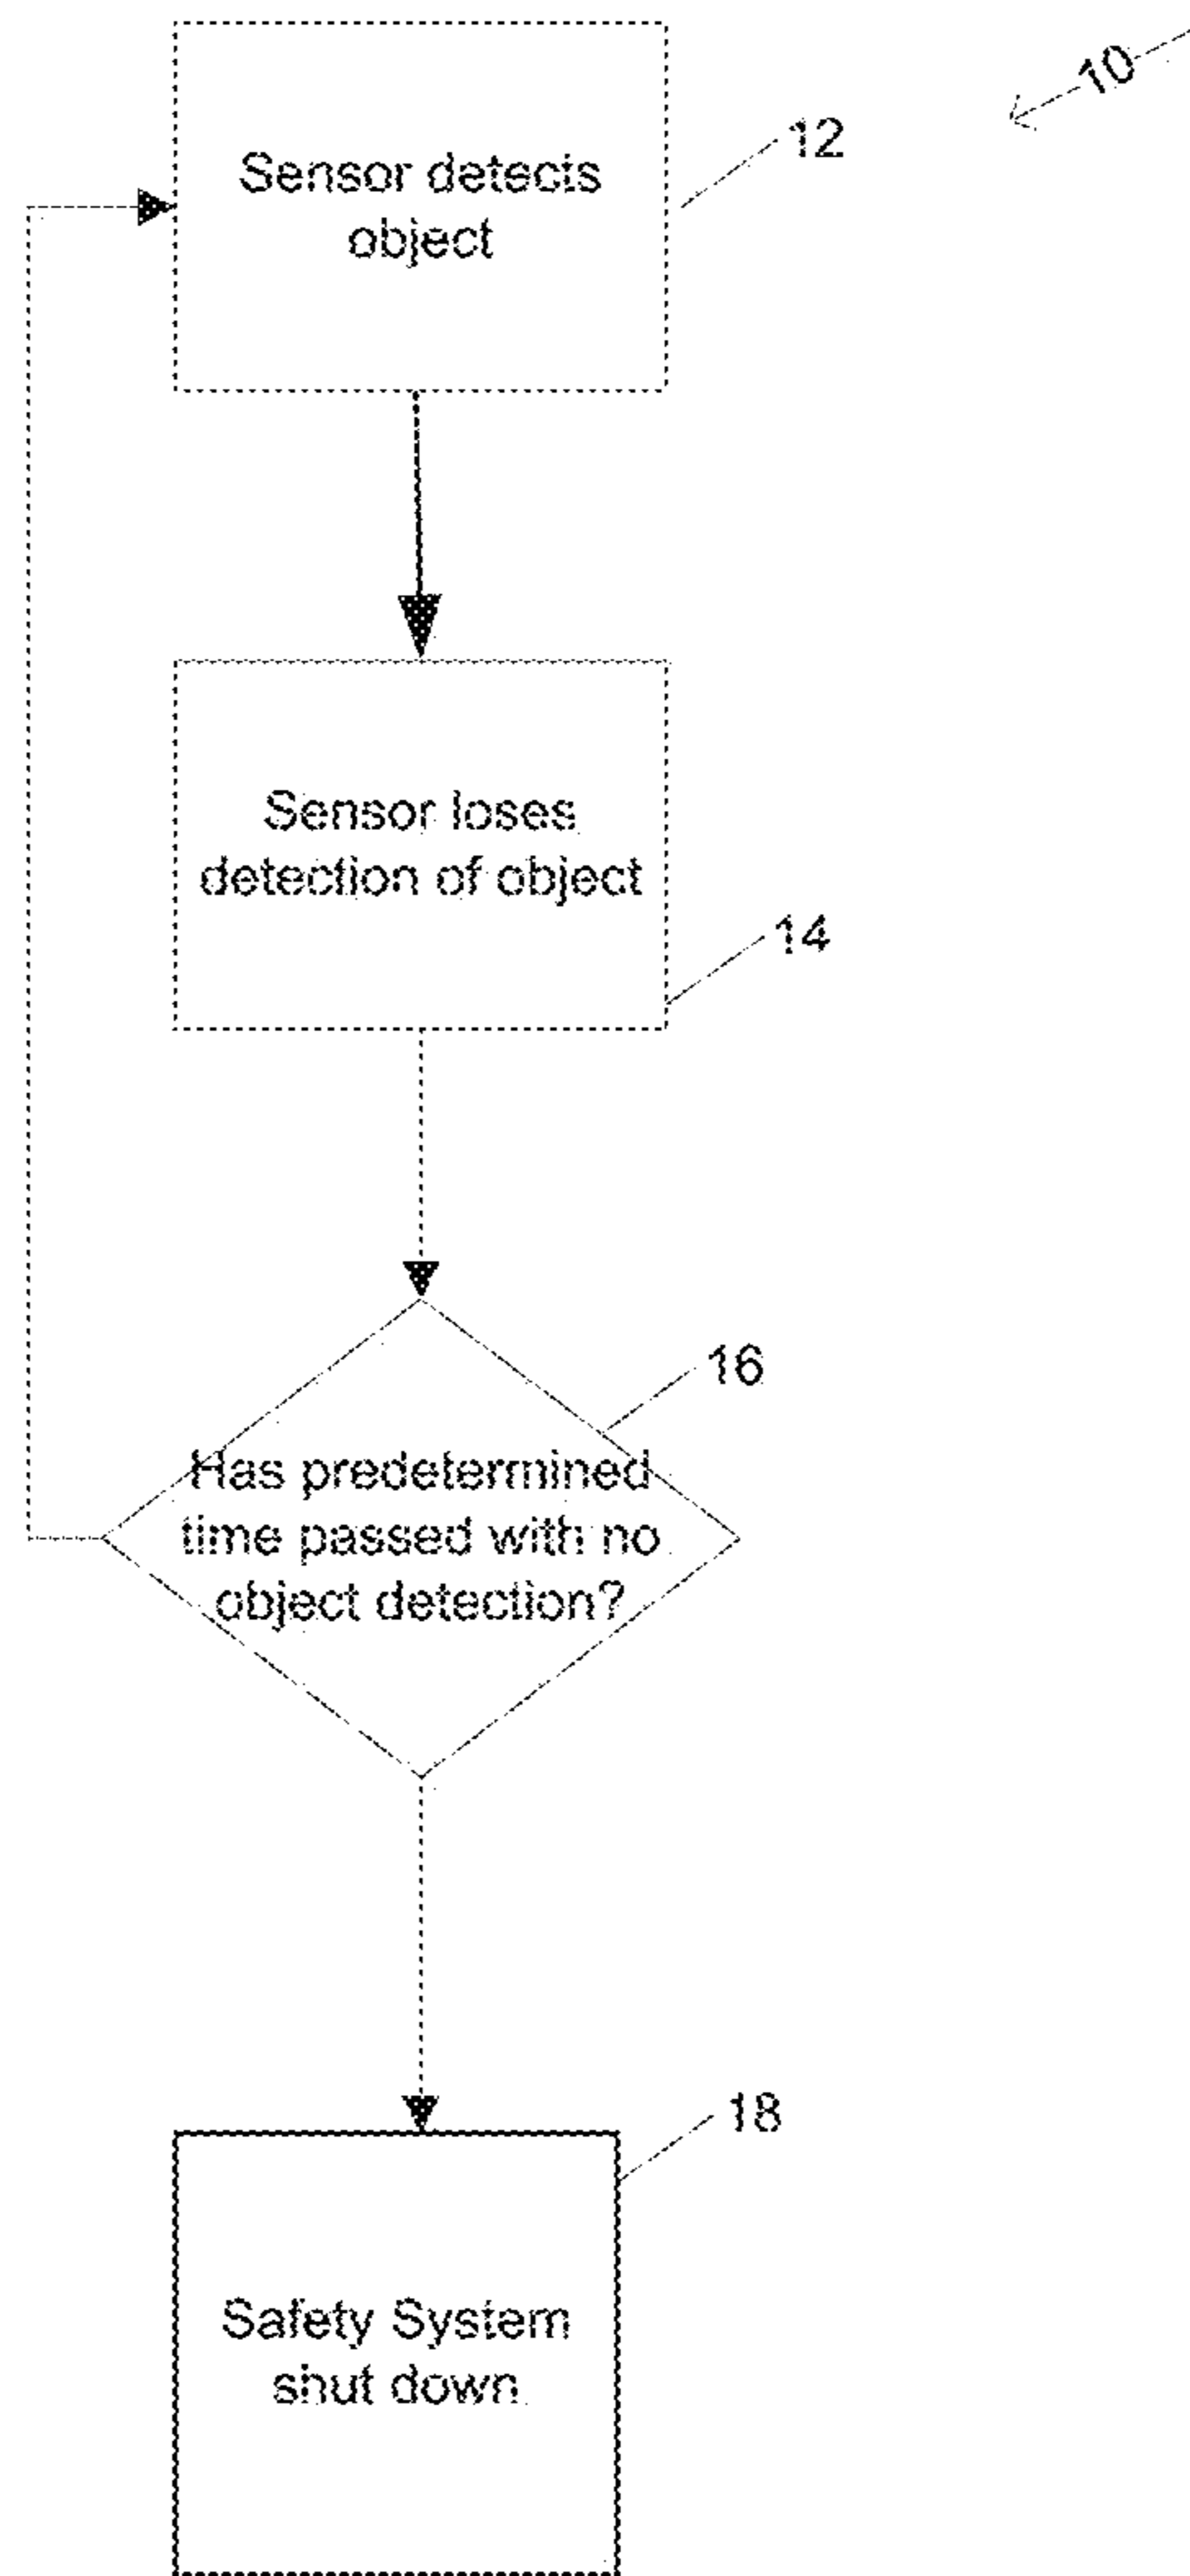 10
12
Sensor detects
object
Sensor loses
detection of object
14
16
Has predetermined
time passed with no
object detection?
18
Safety System
shut down